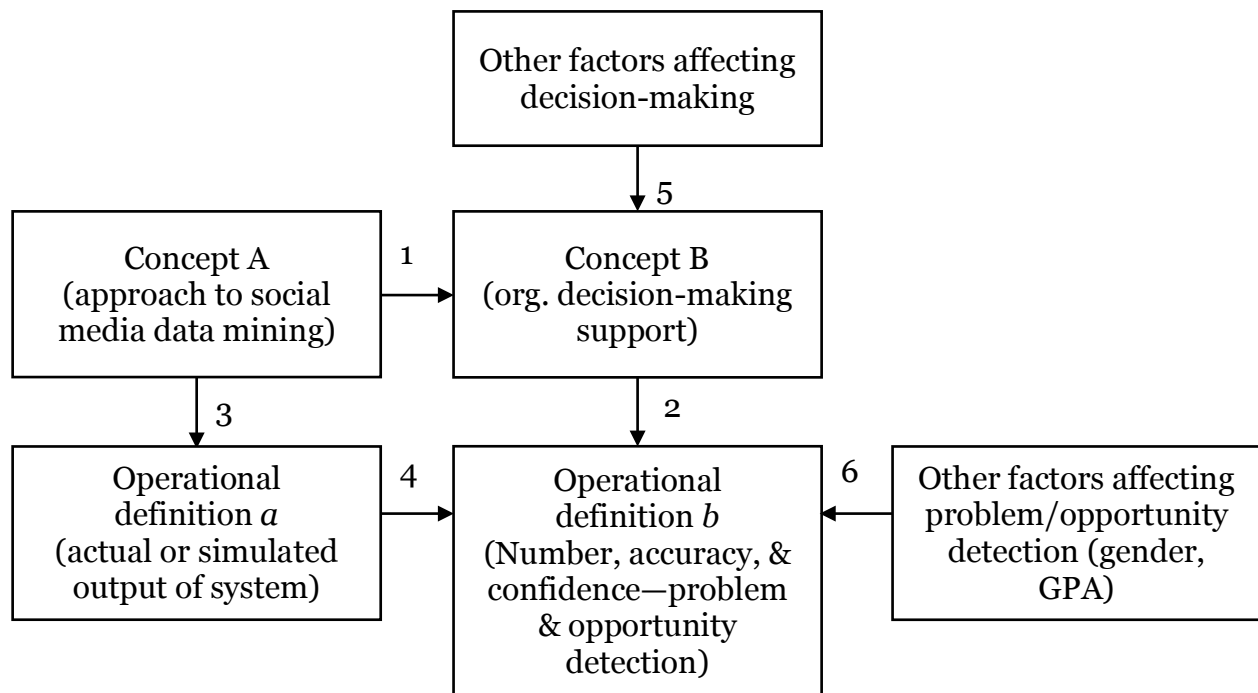 Other factors affecting
decision-making
5
Concept A
(approach to social
media data mining)
1
Concept B
(org. decision-making
support)
3
2
Operational
definition a
(actual or simulated
output of system)
4
Operational
definition b
(Number, accuracy, &
confidence—problem
& opportunity
detection)
6
Other factors affecting
problem/opportunity
detection (gender,
GPA)